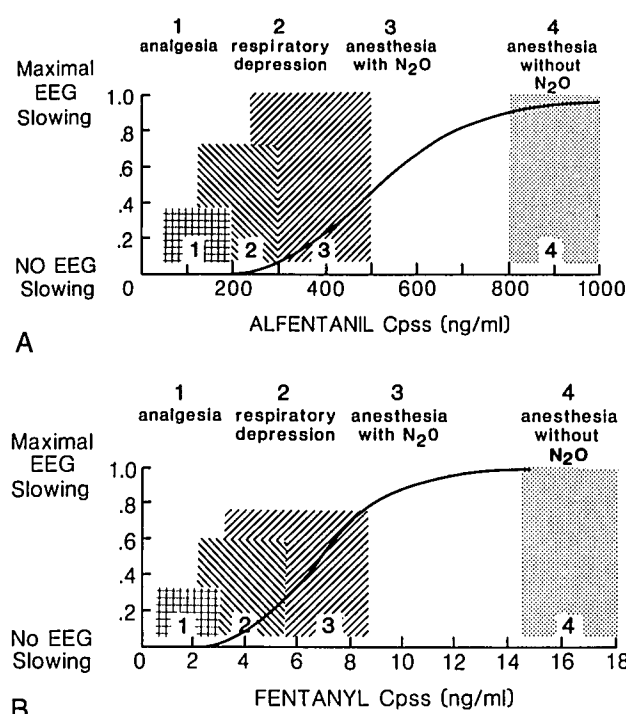 1 2 3 4
analgesia respiratory depression anesthesia with N₂O anesthesia without N₂O
Maximal
EEG
Slowing
1.0
.8
.6
.4
.2
NO EEG
Slowing
1 2 3 4
0 200 400 600 800 1000
ALFENTANIL Cpss (ng/ml)
A
1 2 3 4
analgesia respiratory depression anesthesia with N₂O anesthesia without N₂O
Maximal
EEG
Slowing
1.0
.8
.6
.4
.2
No EEG
Slowing
1 2 3 4
0 2 4 6 8 10 12 14 16 18
FENTANYL Cpss (ng/ml)
B